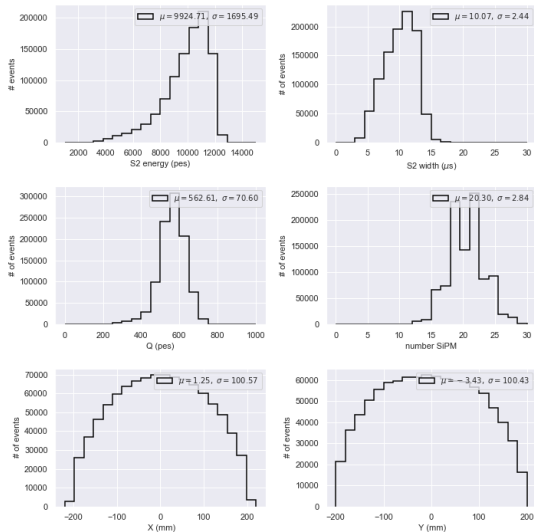 μ = 9924.71, σ = 1695.49
# of events
200000
150000
100000
50000
0
2000 4000 6000 8000 10000 12000 14000
S2 energy (pes)
μ = 10.07, σ = 2.44
# of events
200000
150000
100000
50000
0
0 5 10 15 20 25 30
S2 width (μs)
μ = 562.61, σ = 70.60
# of events
300000
250000
200000
150000
100000
50000
0
0 200 400 600 800 1000
Q (pes)
μ = 20.30, σ = 2.84
# of events
250000
200000
150000
100000
50000
0
0 5 10 15 20 25 30
number SiPM
μ = 1.25, σ = 100.57
# of events
70000
60000
50000
40000
30000
20000
10000
0
−200 −100 0 100 200
X (mm)
μ = − 3.43, σ = 100.43
# of events
60000
50000
40000
30000
20000
10000
0
−200 −100 0 100 200
Y (mm)